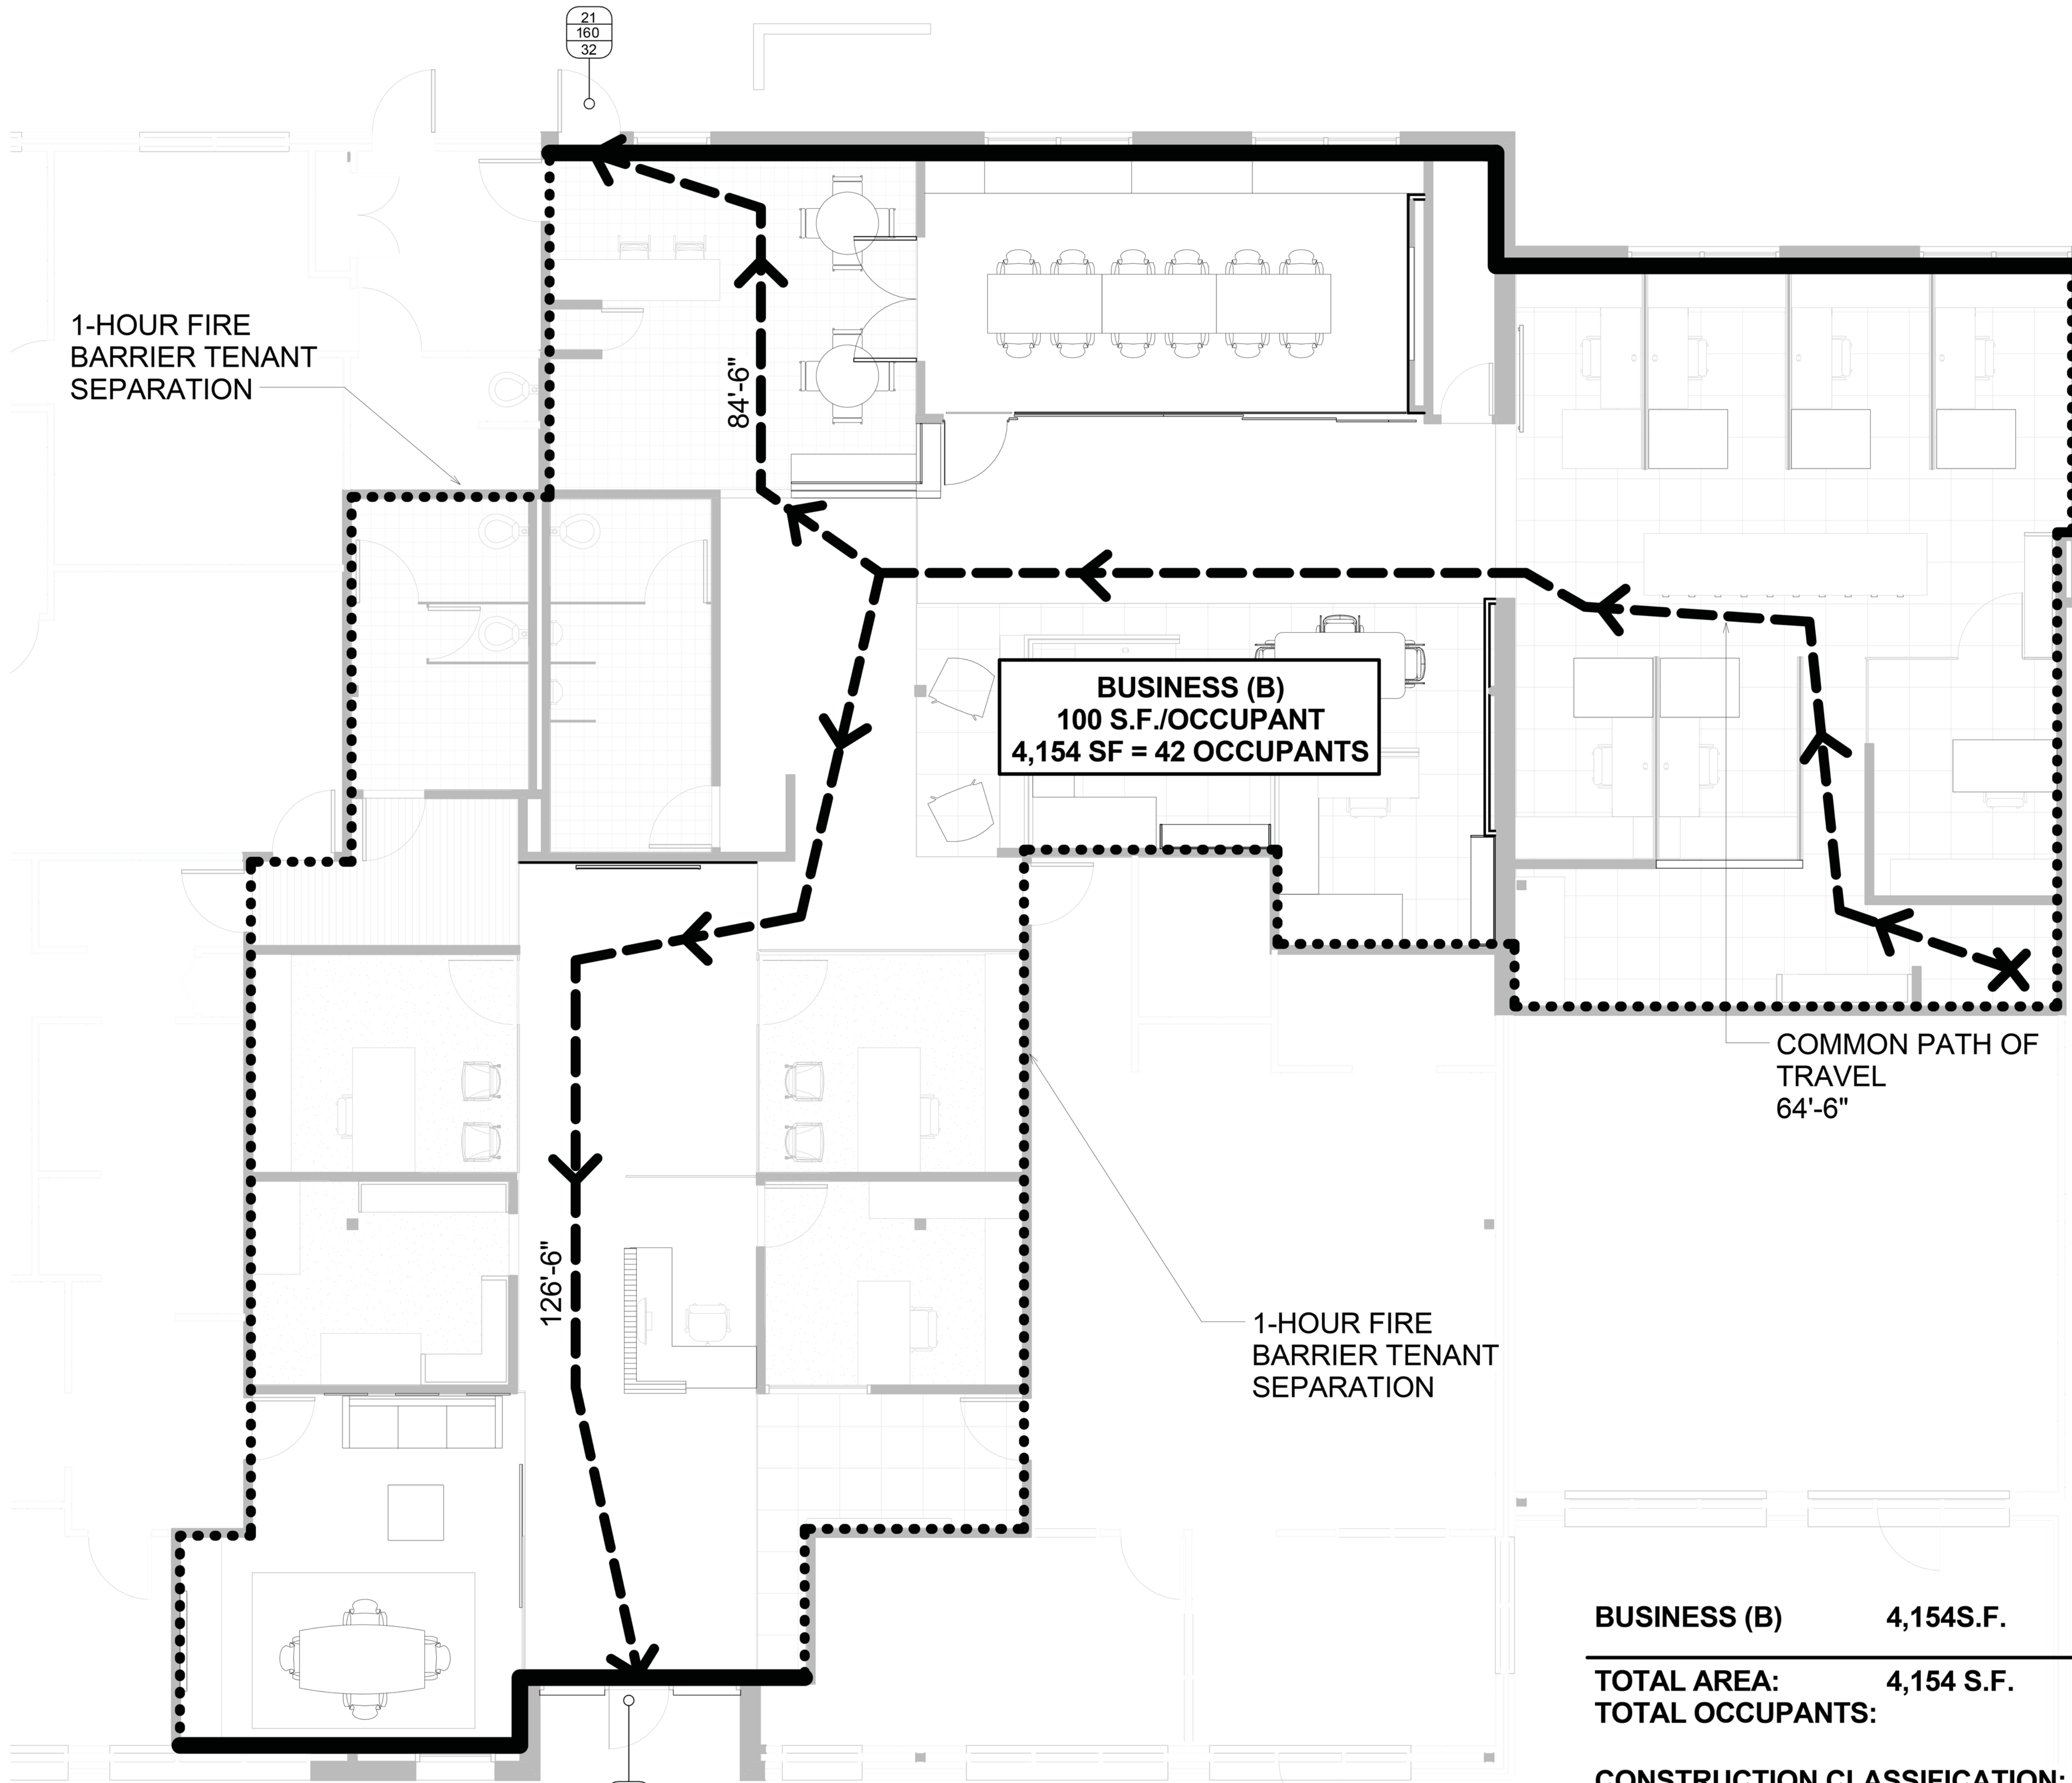 21
160
32
1-HOUR FIRE
BARRIER TENANT
SEPARATION
84'-6"
BUSINESS (B)
100 S.F./OCCUPANT
4,154 SF = 42 OCCUPANTS
COMMON PATH OF
TRAVEL
64'-6"
126'-6"
1-HOUR FIRE
BARRIER TENANT
SEPARATION
BUSINESS (B) 4,154S.F.
TOTAL AREA: 4,154 S.F.
TOTAL OCCUPANTS:
CONSTRUCTION CLASSIFICATION: